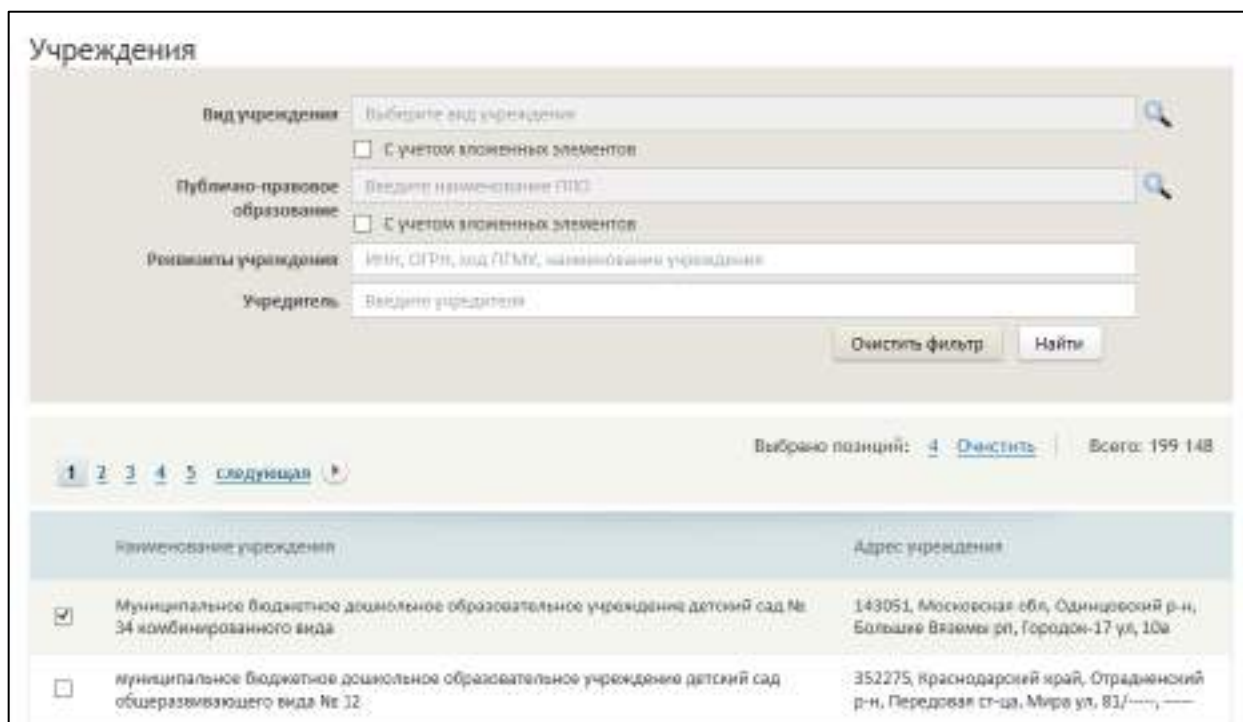 Учреждения
Вид учреждения Выберите вид учреждения
С учетом вложенных элементов
Публично-правовое образование Введите наименование ППО
С учетом вложенных элементов
Реквизиты учреждения ИНН, ОГРН, код ПГМУ, наименование учреждения
Учредитель Введите учредителя
Очистить фильтр Найти
Выбрано позиций: 4 Очистить Всего: 199 148
1 2 3 4 5 следующая
Наименование учреждения Адрес учреждения
Муниципальное бюджетное дошкольное образовательное учреждение детский сад №
34 комбинированного вида
143051, Московская обл, Одинцовский р-н,
Большие Вяземы рп, Городок-17 ул, 10а
муниципальное бюджетное дошкольное образовательное учреждение детский сад
общеразвивающего вида № 12
352275, Краснодарский край, Отрадненский
р-н, Передовая ст-ца, Мира ул, 81/-----, -----